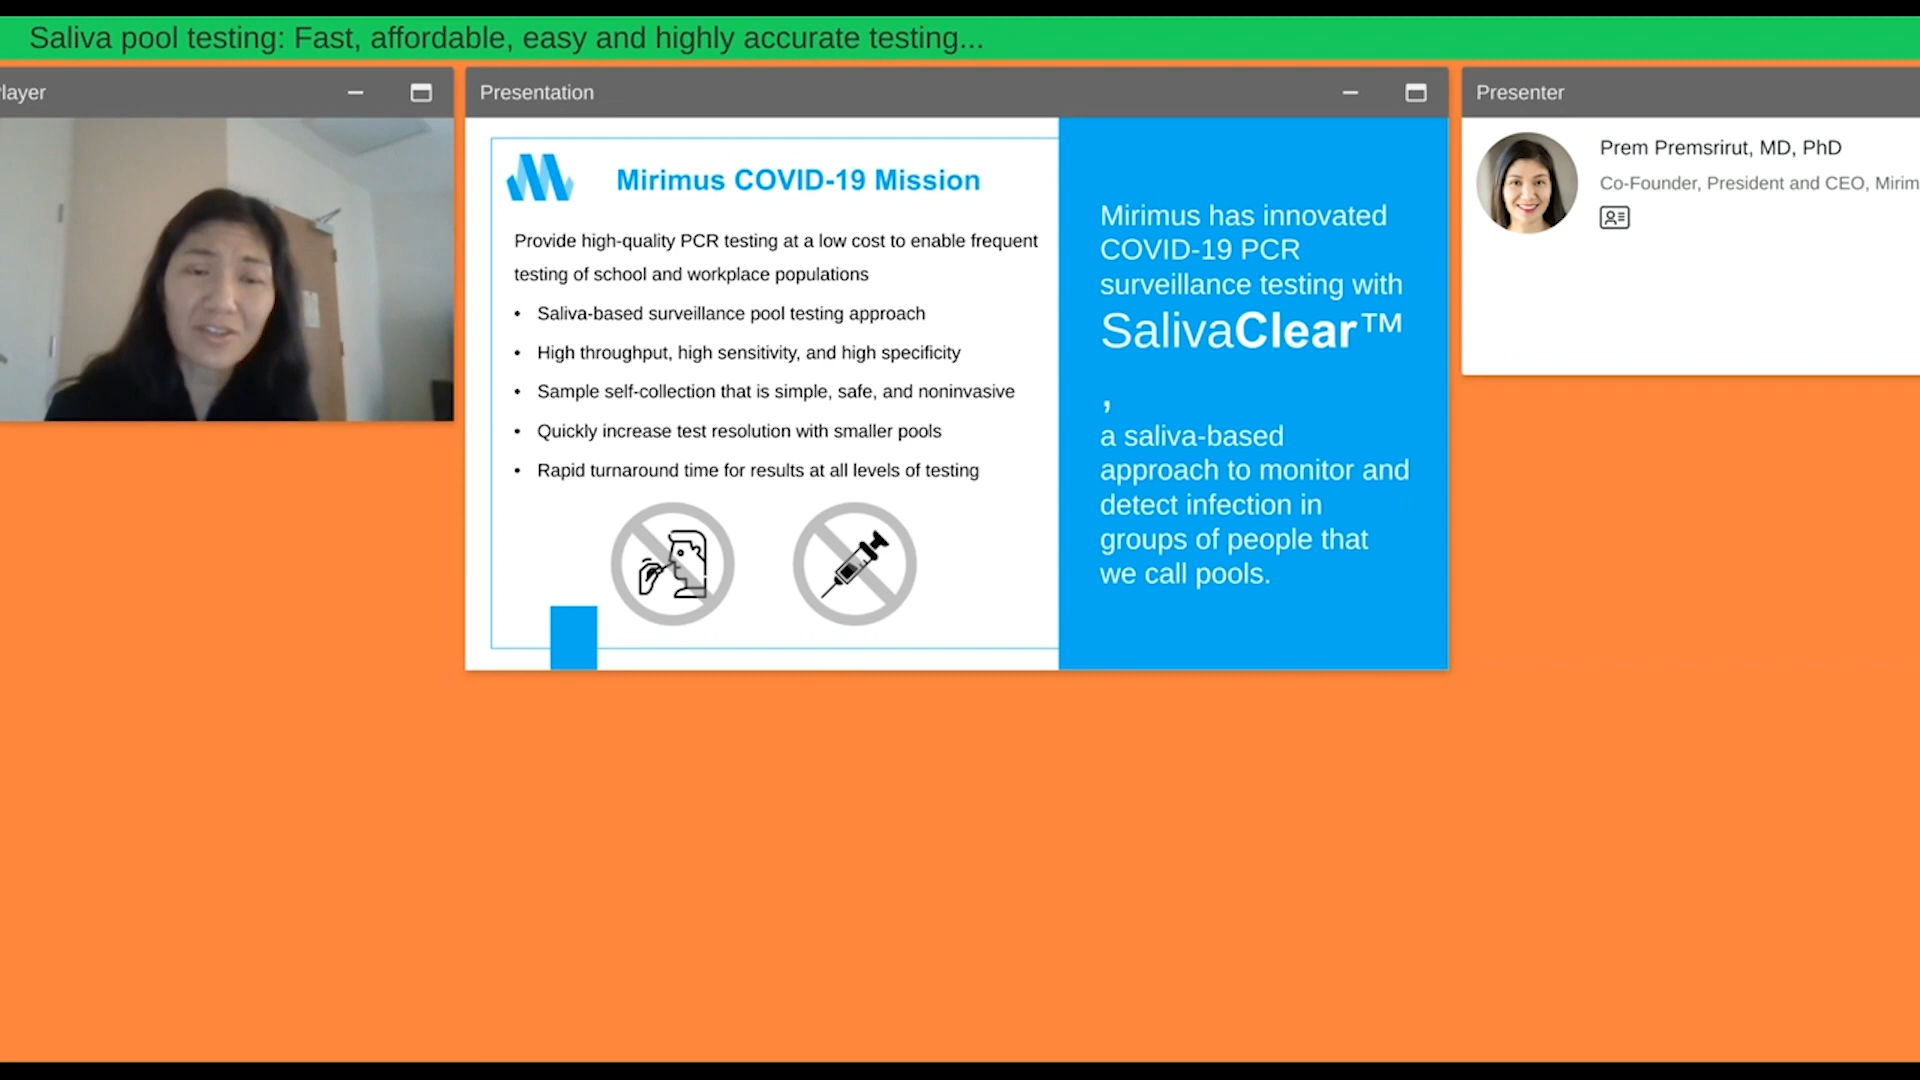 Saliva pool testing: Fast, affordable, easy and highly accurate testing...
layer
Presentation
Mirimus COVID-19 Mission
Provide high-quality PCR testing at a low cost to enable frequent
testing of school and workplace populations
• Saliva-based surveillance pool testing approach
• High throughput, high sensitivity, and high specificity
• Sample self-collection that is simple, safe, and noninvasive
• Quickly increase test resolution with smaller pools
• Rapid turnaround time for results at all levels of testing
Mirimus has innovated
COVID-19 PCR
surveillance testing with
SalivaClear™
,
a saliva-based
approach to monitor and
detect infection in
groups of people that
we call pools.
Presenter
Prem Premsrirut, MD, PhD
Co-Founder, President and CEO, Mirim